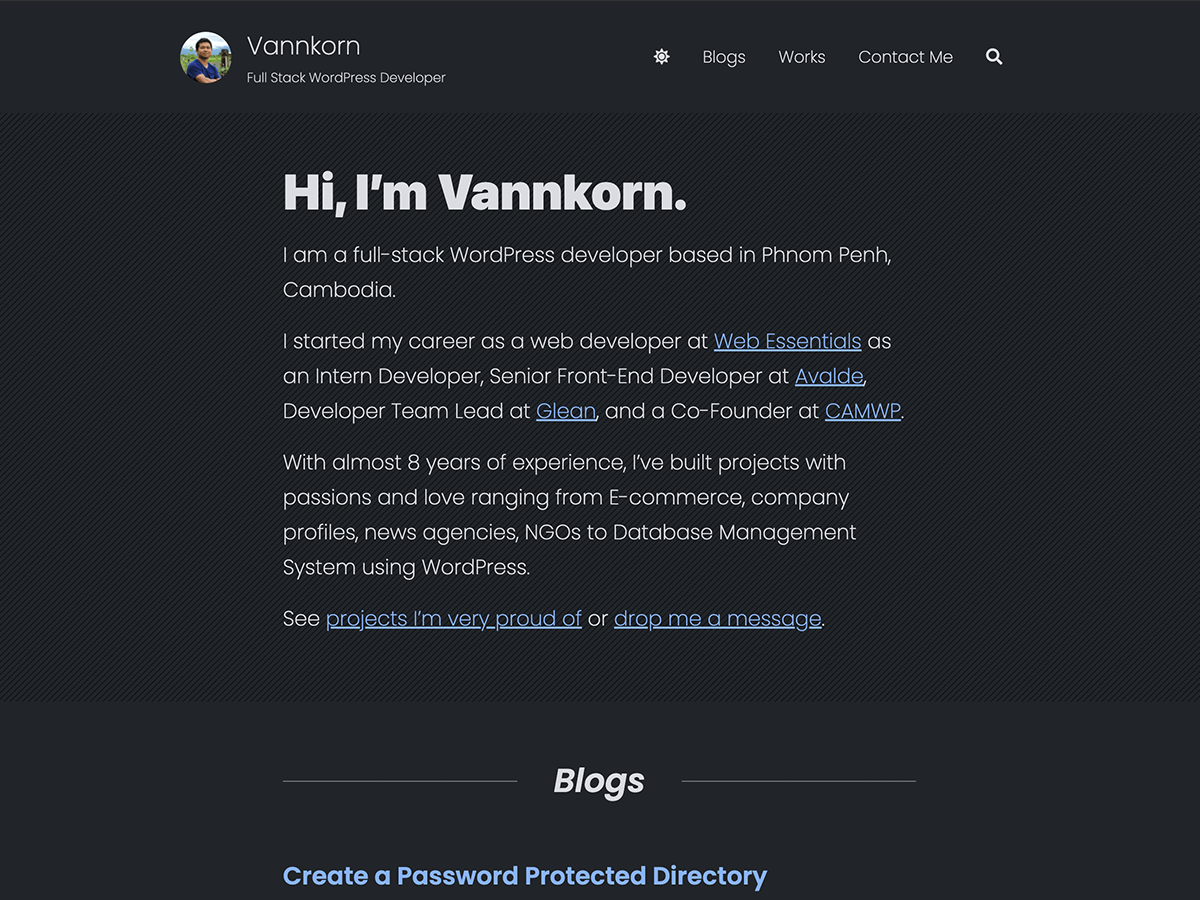 Vannkorn
Full Stack WordPress Developer
Blogs
Works
Contact Me
Hi, I’m Vannkorn.
I am a full-stack WordPress developer based in Phnom Penh,
Cambodia.
I started my career as a web developer at Web Essentials as
an Intern Developer, Senior Front-End Developer at Avalde,
Developer Team Lead at Glean, and a Co-Founder at CAMWP.
With almost 8 years of experience, I’ve built projects with
passions and love ranging from E-commerce, company
profiles, news agencies, NGOs to Database Management
System using WordPress.
See projects I’m very proud of or drop me a message.
Blogs
Create a Password Protected Directory